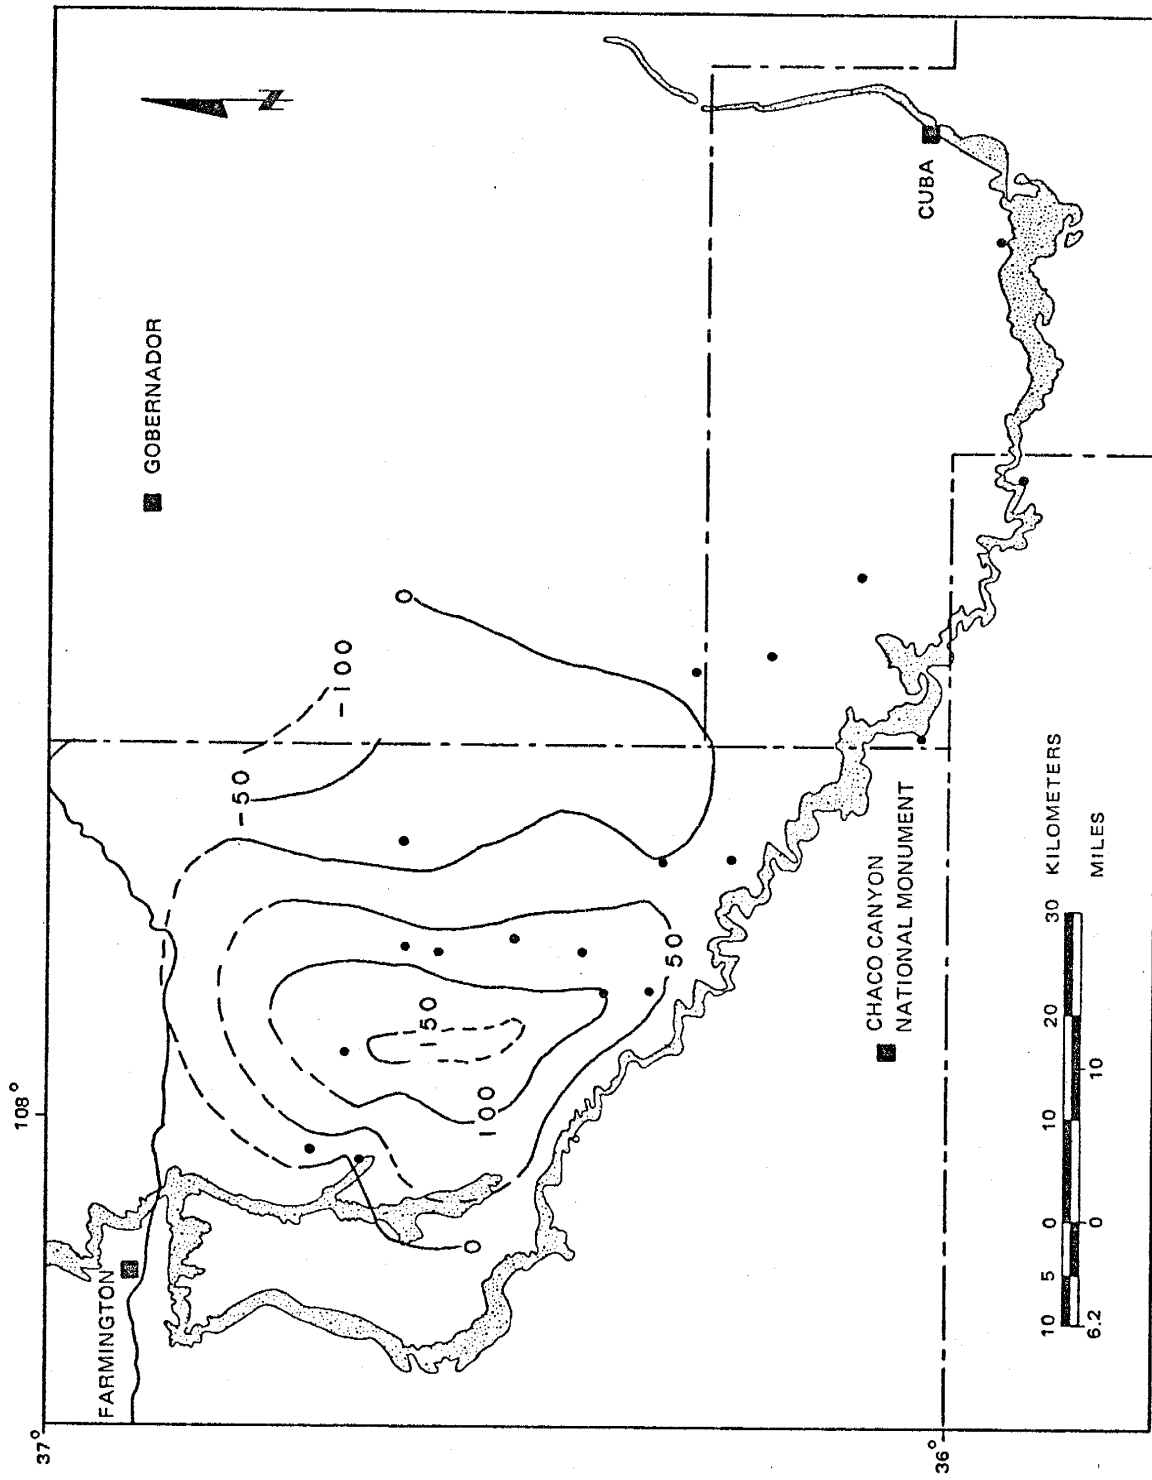 108°
37°
FARMINGTON
GOBERNADOR
-50
N
-100
0
150
0
100
50
CHACO CANYON
NATIONAL MONUMENT
CUBA
36°
10 5 0 10 20 30 KILOMETERS
6.2 0 10 MILES